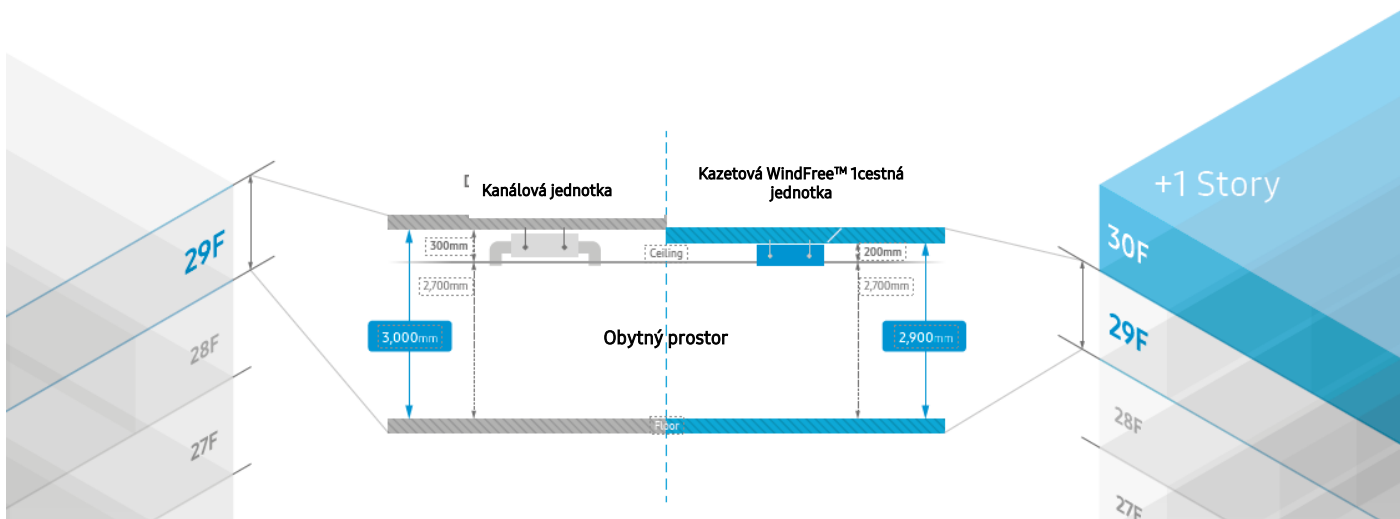 Kanálová jednotka
Kazetová WindFree™ 1cestná
jednotka
+1 Story
29F
30F
300mm
Ceiling
200mm
2,700mm
2,700mm
3,000mm
Obytný prostor
2,900mm
29F
28F
28F
Floor
27F
27F